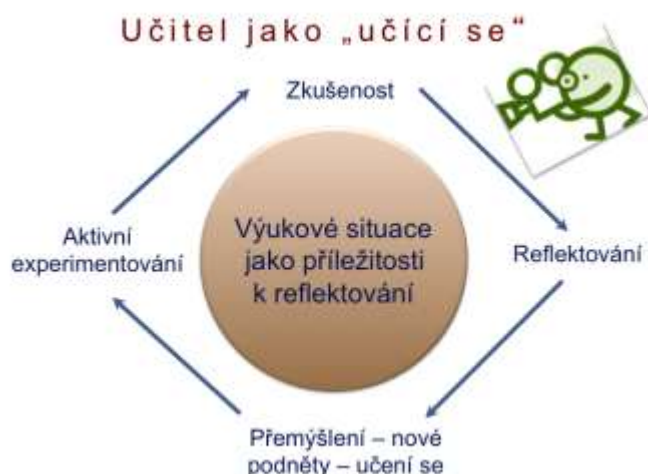 Učitel jako „učící se“
Zkušenost
Výukové situace
jako příležitosti
k reflektování
Aktivní
experimentování
Reflektování
Přemýšlení – nové
podněty – učení se